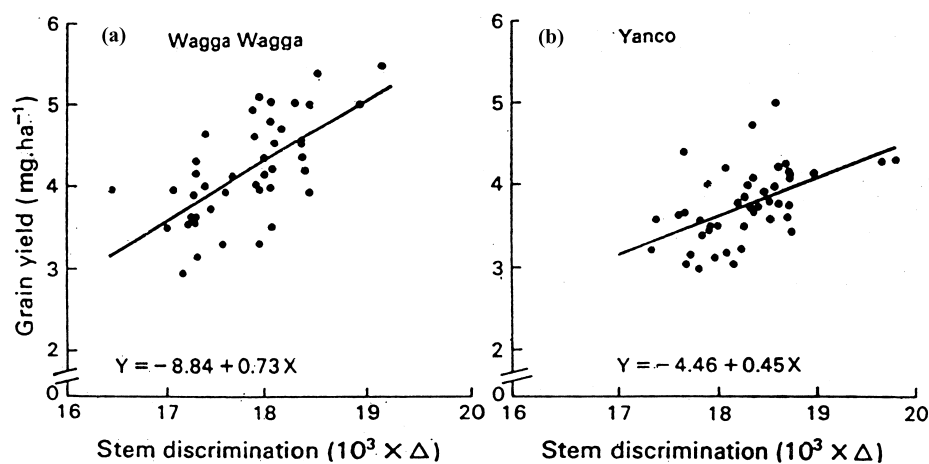 (a) Wagga Wagga
6
5
4
3
2
0
Grain yield (mg.ha⁻¹)
Y = −8.84 + 0.73X
16 17 18 19 20
Stem discrimination (10³ × Δ)
(b) Yanco
6
5
4
3
2
0
Y = −4.46 + 0.45X
16 17 18 19 20
Stem discrimination (10³ × Δ)